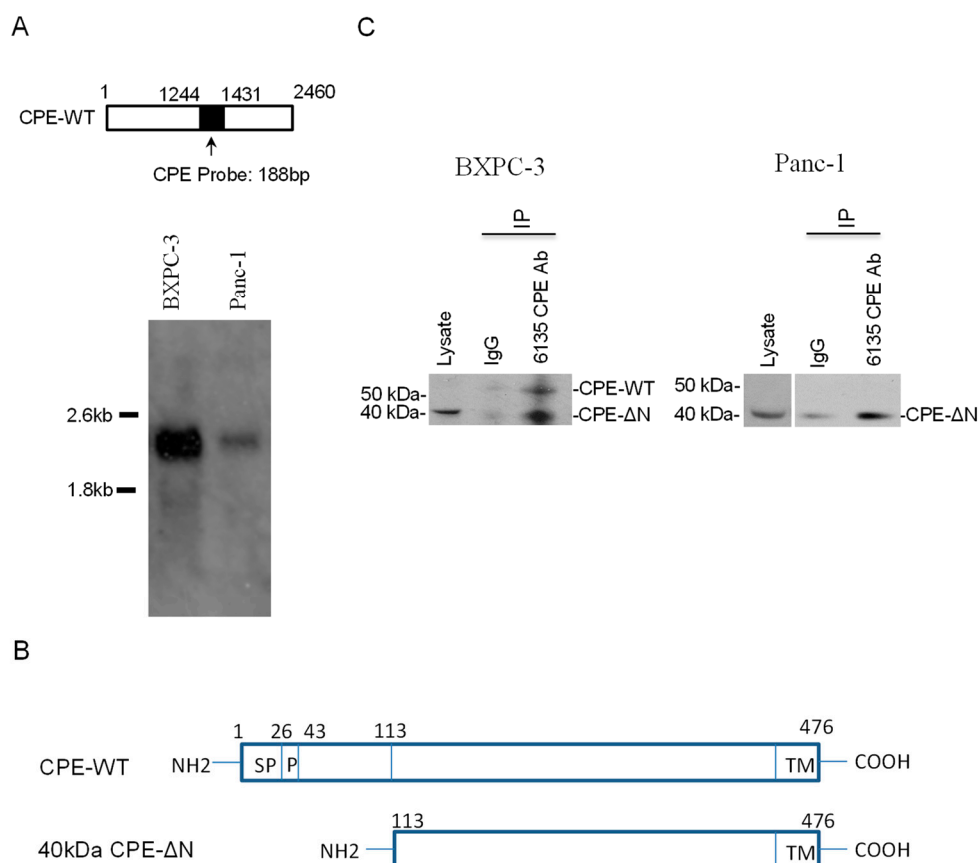 A
1 1244 1431 2460
CPE-WT
CPE Probe: 188bp
BXPC-3 Panc-1
2.6kb
1.8kb
C
BXPC-3
IP
Lysate IgG 6135 CPE Ab
50 kDa- -CPE-WT
40 kDa- -CPE-ΔN
Panc-1
IP
Lysate IgG 6135 CPE Ab
50 kDa-
40 kDa- -CPE-ΔN
B
1 26 43 113 476
CPE-WT NH2 SP P TM COOH
113 476
40kDa CPE-ΔN NH2 TM COOH